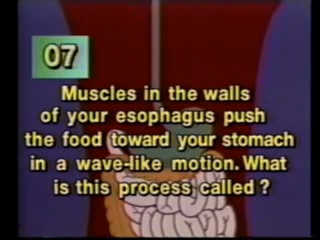 07
Muscles in the walls
of your esophagus push
the food toward your stomach
in a wave-like motion. What
is this process called ?